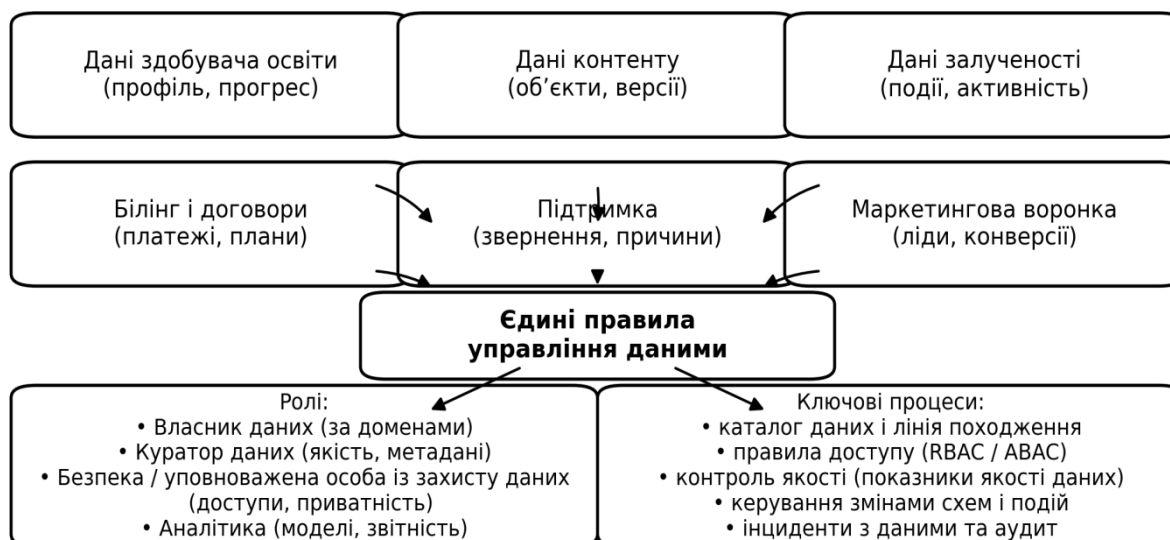 Дані здобувача освіти
(профіль, прогрес)
Дані контенту
(об’єкти, версії)
Дані залученості
(події, активність)
Білінг і договори
(платежі, плани)
Підтримка
(звернення, причини)
Маркетингова воронка
(ліди, конверсії)
Єдині правила
управління даними
Ролі:
• Власник даних (за доменами)
• Куратор даних (якість, метадані)
• Безпека / уповноважена особа із захисту даних
(доступи, приватність)
• Аналітика (моделі, звітність)
Ключові процеси:
• каталог даних і лінія походження
• правила доступу (RBAC / ABAC)
• контроль якості (показники якості даних)
• керування змінами схем і подій
• інциденти з даними та аудит